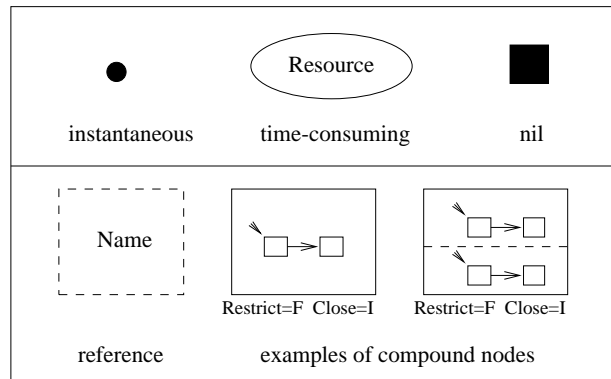 Resource
instantaneous time-consuming nil
Name
Restrict=F Close=I Restrict=F Close=I
reference examples of compound nodes